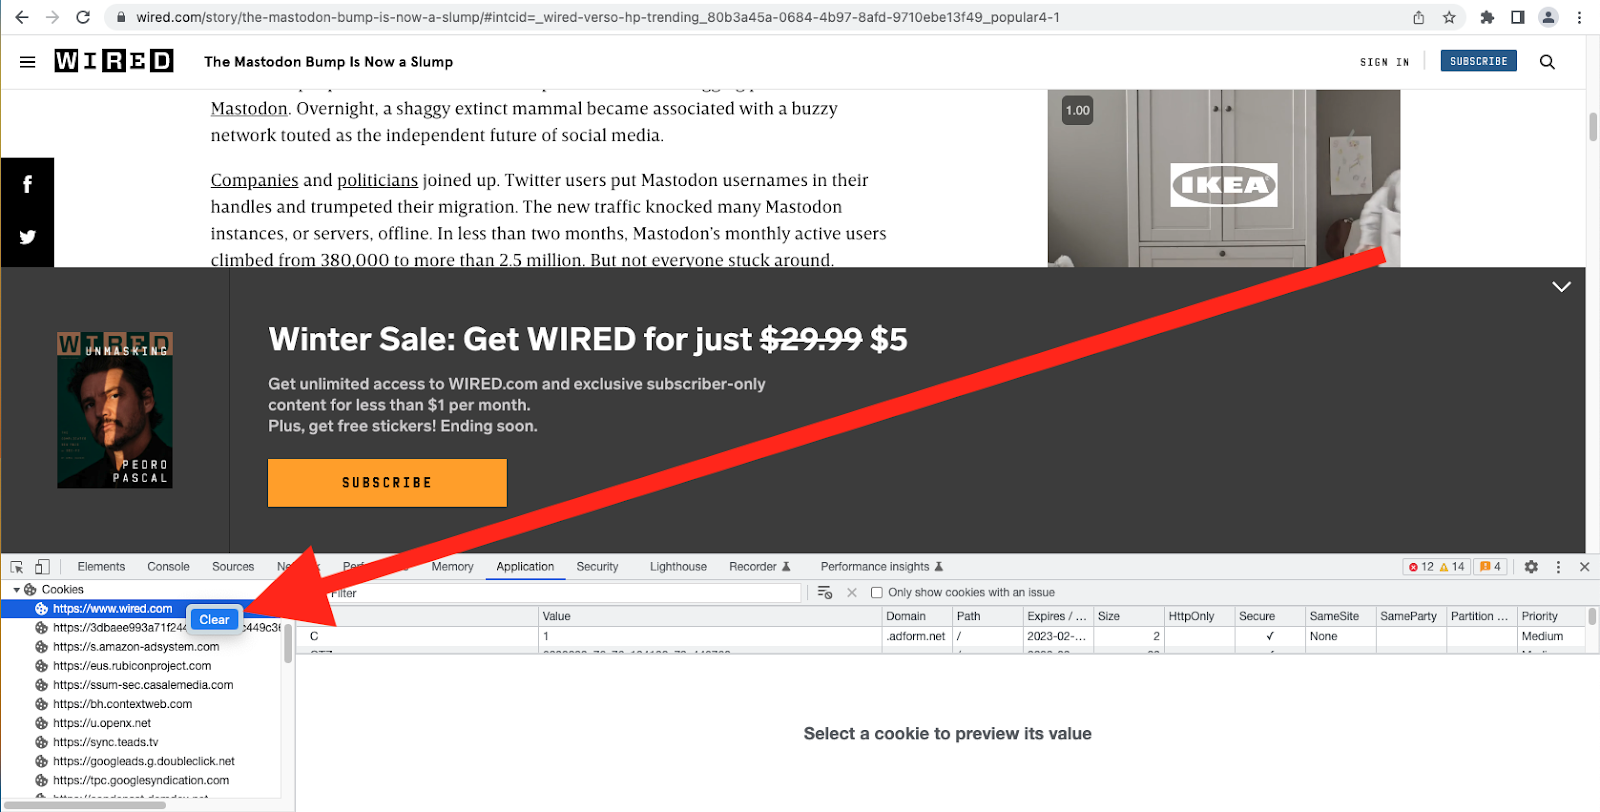 wired.com/story/the-mastodon-bump-is-now-a-slump/#intcid=_wired-verso-hp-trending_80b3a45a-0684-4b97-8afd-9710ebe13f49_popular4-1
WIRED
The Mastodon Bump Is Now a Slump
SIGN IN
SUBSCRIBE
Mastodon. Overnight, a shaggy extinct mammal became associated with a buzzy
network touted as the independent future of social media.
1.00
IKEA
Companies and politicians joined up. Twitter users put Mastodon usernames in their
handles and trumpeted their migration. The new traffic knocked many Mastodon
instances, or servers, offline. In less than two months, Mastodon's monthly active users
climbed from 380,000 to more than 2.5 million. But not everyone stuck around.
WIRED
UNMASKING
PEDRO
PASCAL
Winter Sale: Get WIRED for just $29.99 $5
Get unlimited access to WIRED.com and exclusive subscriber-only
content for less than $1 per month.
Plus, get free stickers! Ending soon.
SUBSCRIBE
Elements Console Sources Memory Application Security Lighthouse Recorder Performance insights 12 14 4
Cookies
https://www.wired.com
Clear
https://s.amazon-adsystem.com
https://eus.rubiconproject.com
https://ssum-sec.casalemedia.com
https://bh.contextweb.com
https://u.openx.net
https://sync.teads.tv
https://googleads.g.doubleclick.net
https://tpc.googlesyndication.com
Filter
Only show cookies with an issue
Value Domain Path Expires / ... Size HttpOnly Secure SameSite SameParty Partition ... Priority
C 1 .adform.net / 2023-02-... 2 ✓ None Medium
Select a cookie to preview its value